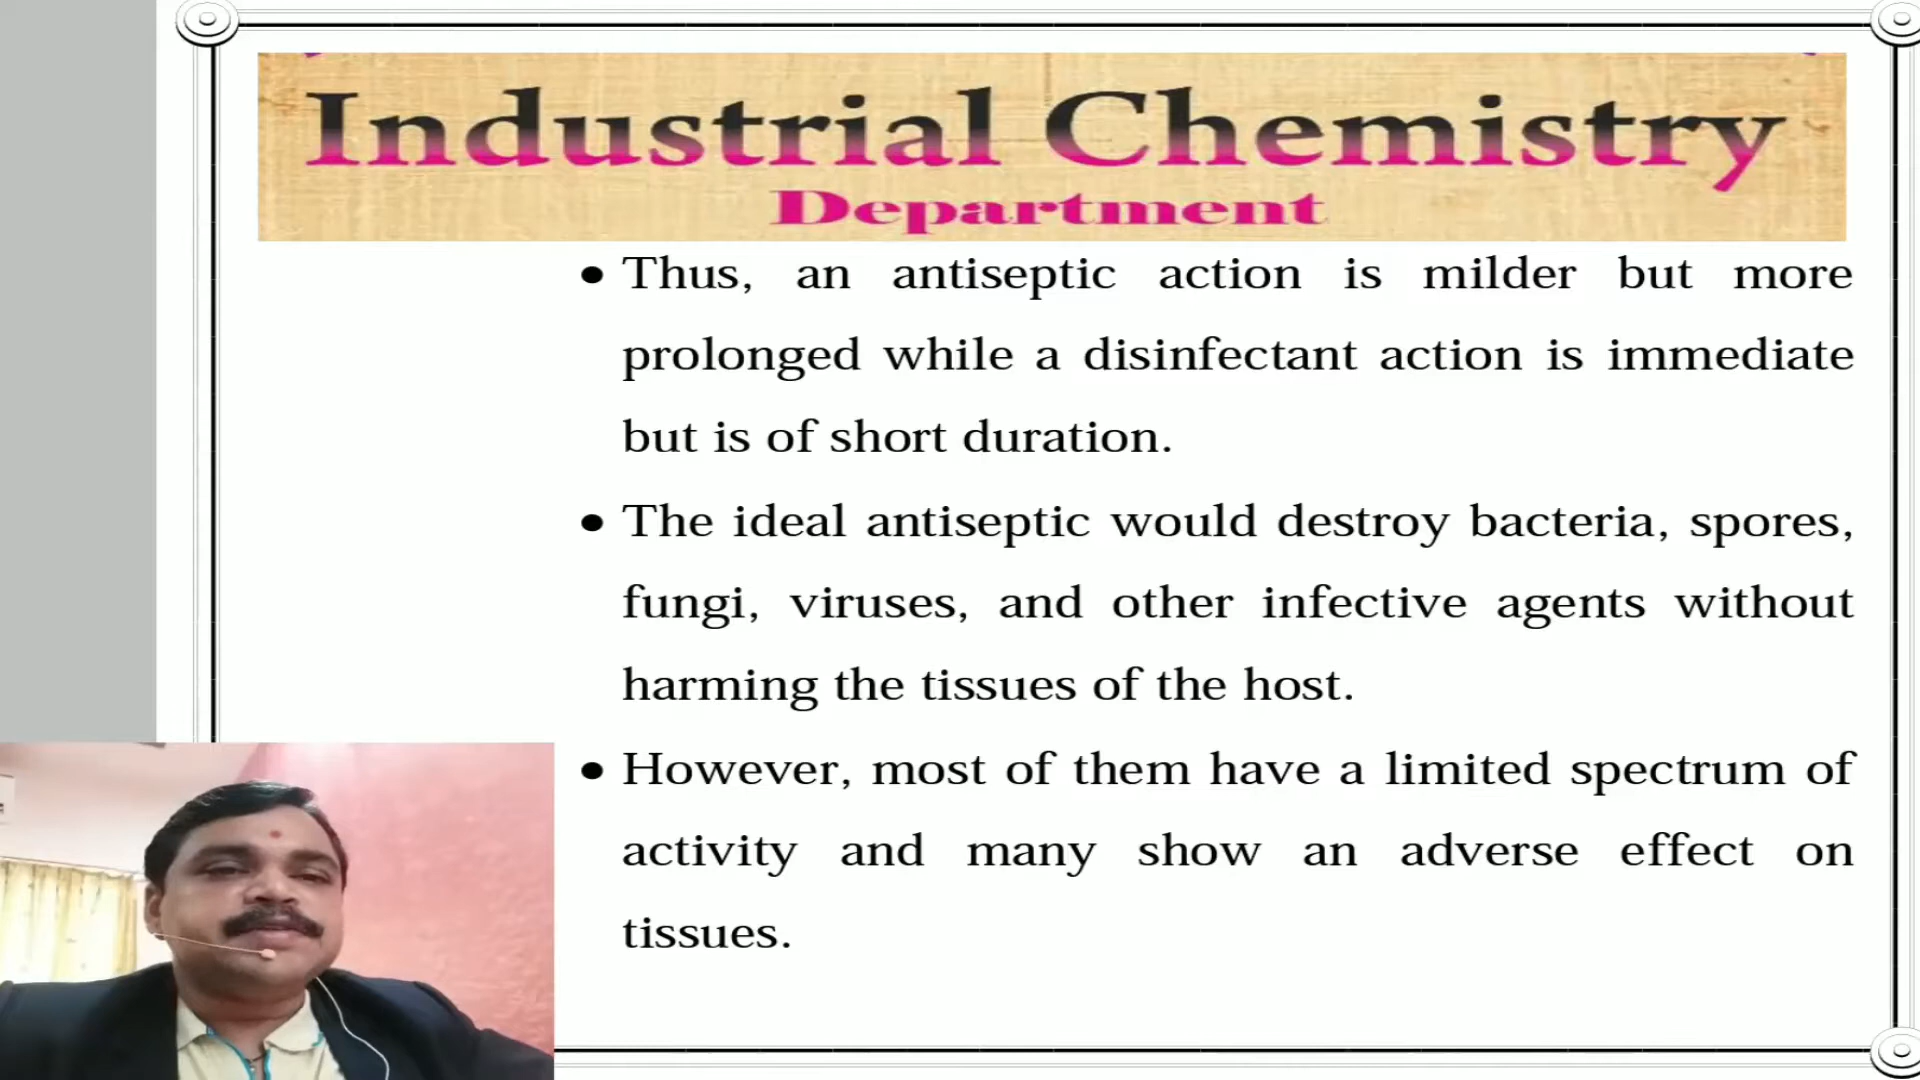 Industrial Chemistry
Department
• Thus, an antiseptic action is milder but more
prolonged while a disinfectant action is immediate
but is of short duration.
• The ideal antiseptic would destroy bacteria, spores,
fungi, viruses, and other infective agents without
harming the tissues of the host.
• However, most of them have a limited spectrum of
activity and many show an adverse effect on
tissues.